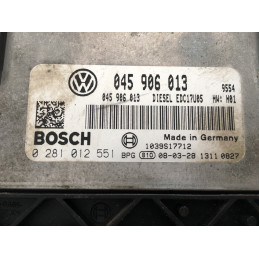 045 906 013 9554
045 906 013 DIESEL EDC17U05 HW: H01
BOSCH Made in Germany
1039S17712
0 281 012 551 BPG 810 08-03-28 1311 0827